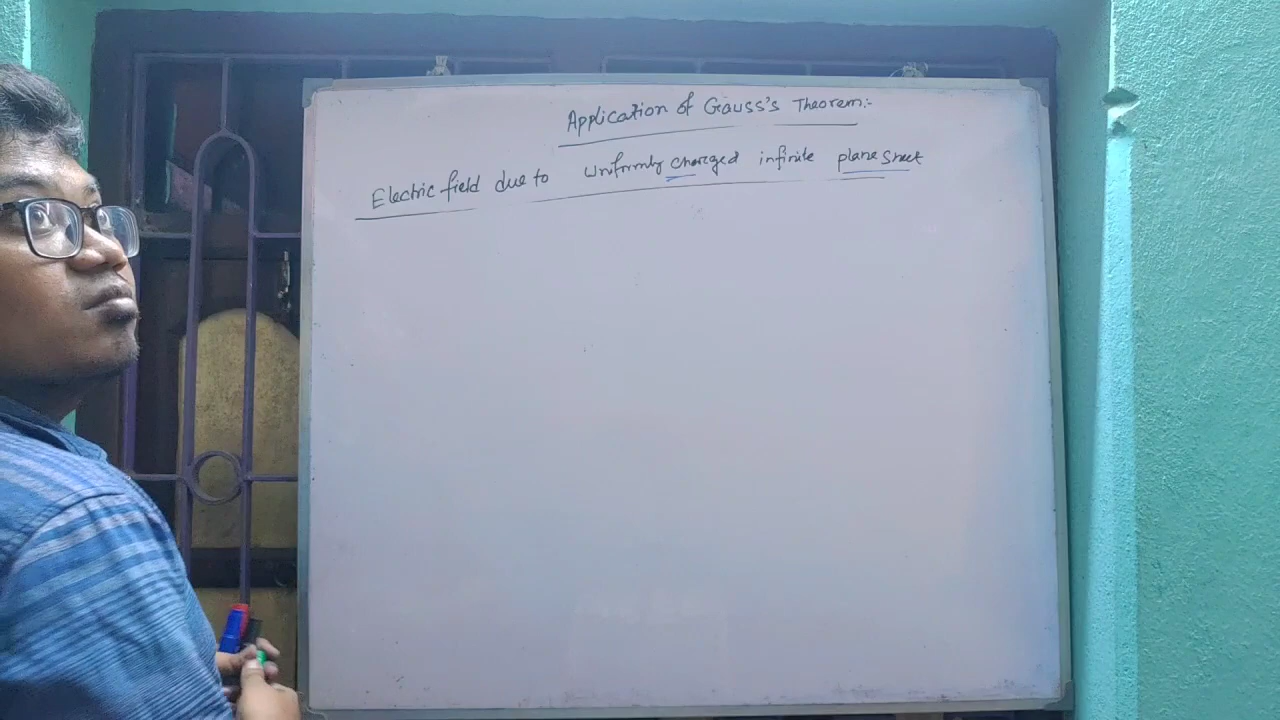 Application of Gauss's Theorem:-
Electric field due to Uniformly charged infinite plane sheet